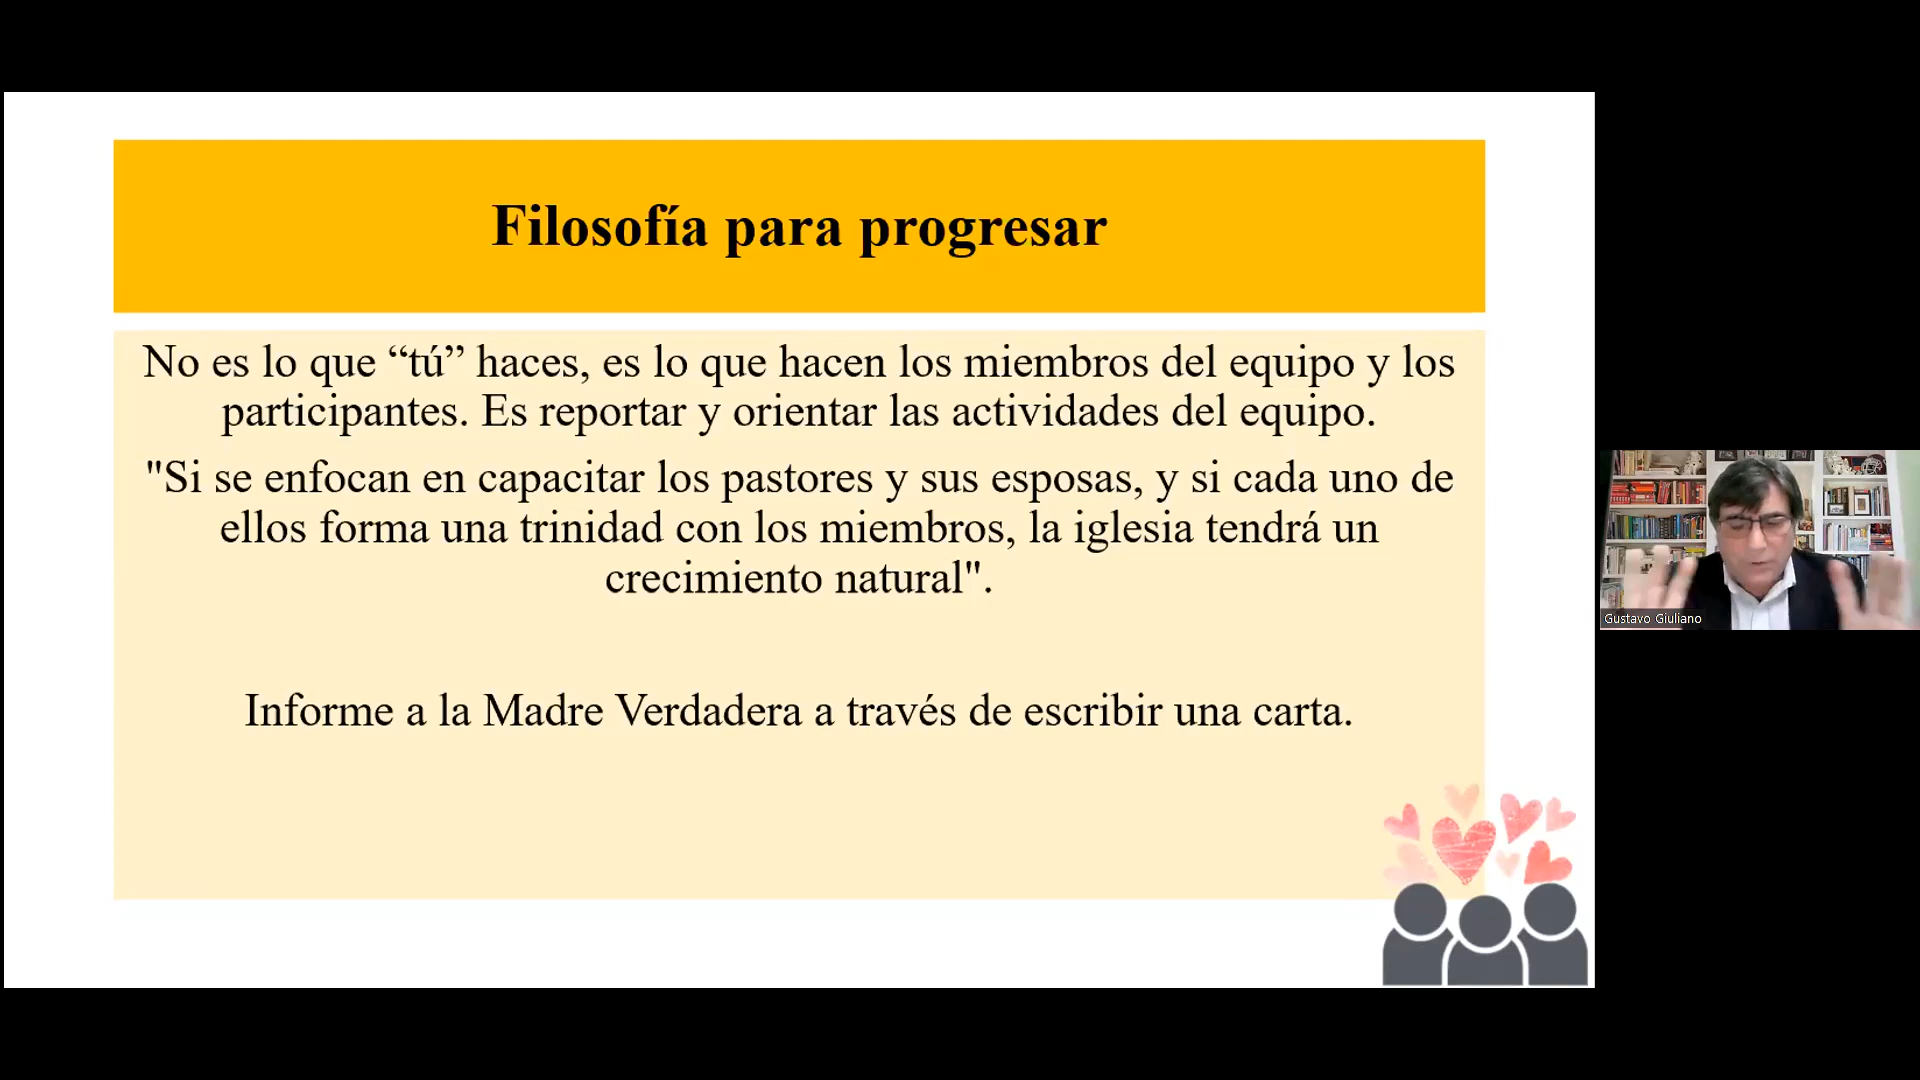 Filosofía para progresar
No es lo que “tú” haces, es lo que hacen los miembros del equipo y los
participantes. Es reportar y orientar las actividades del equipo.
"Si se enfocan en capacitar los pastores y sus esposas, y si cada uno de
ellos forma una trinidad con los miembros, la iglesia tendrá un
crecimiento natural".
Informe a la Madre Verdadera a través de escribir una carta.
Gustavo Giuliano